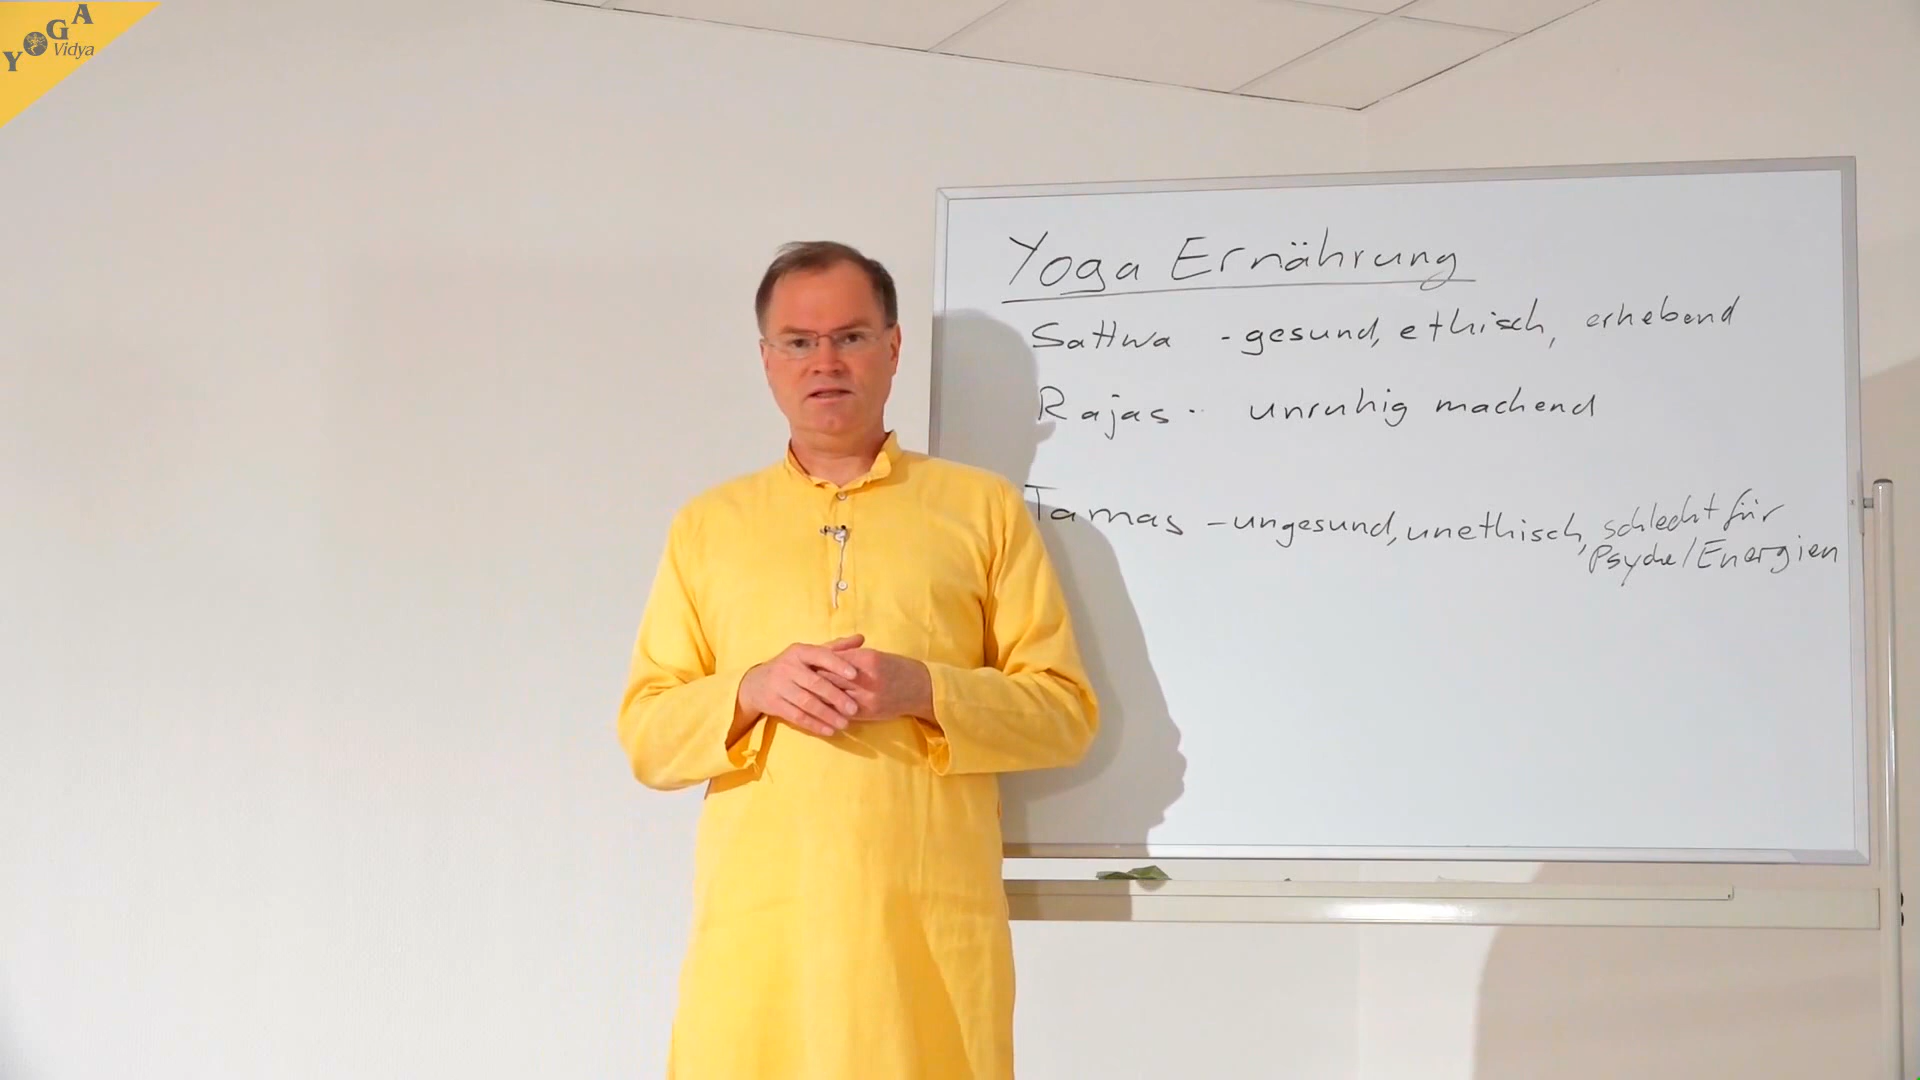 YOGA
Vidya
Yoga Ernährung
Sattwa - gesund, ethisch, erhebend
Rajas - unruhig machend
Tamas - ungesund, unethisch, schlecht für
Psyche/Energien